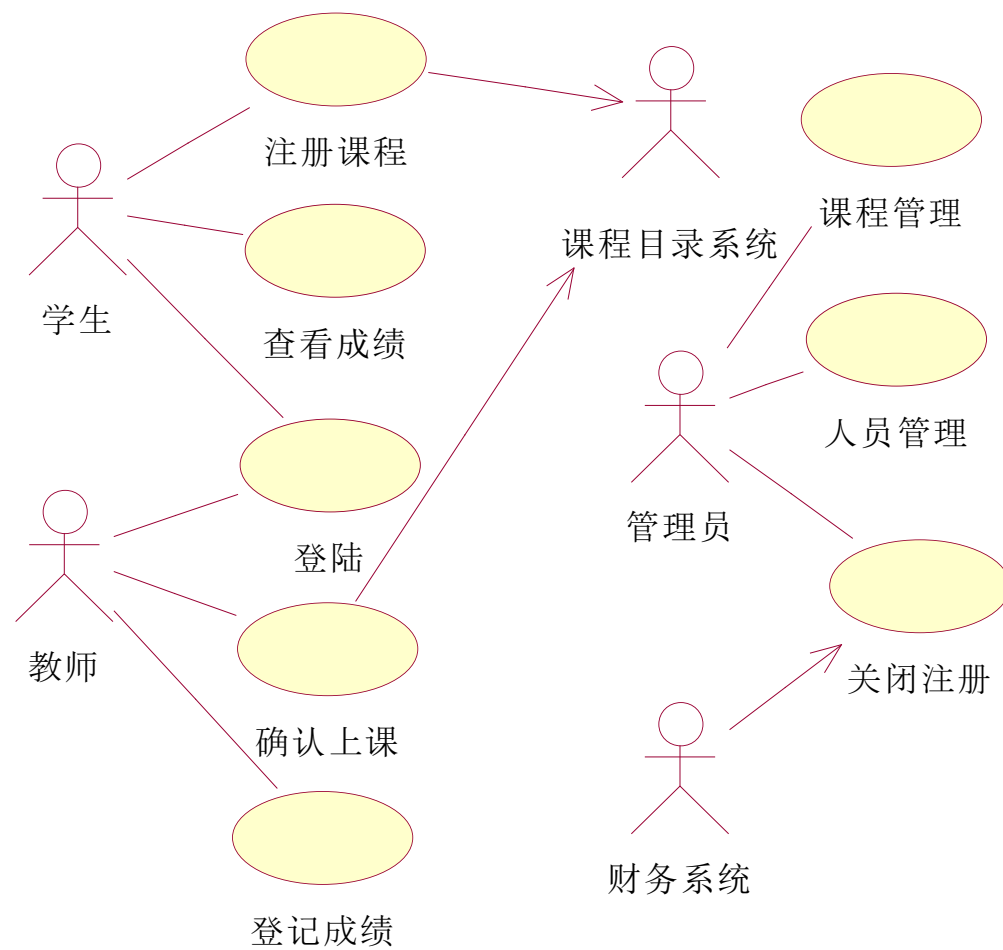 注册课程
课程目录系统
课程管理
学生
查看成绩
人员管理
管理员
登陆
教师
关闭注册
确认上课
财务系统
登记成绩